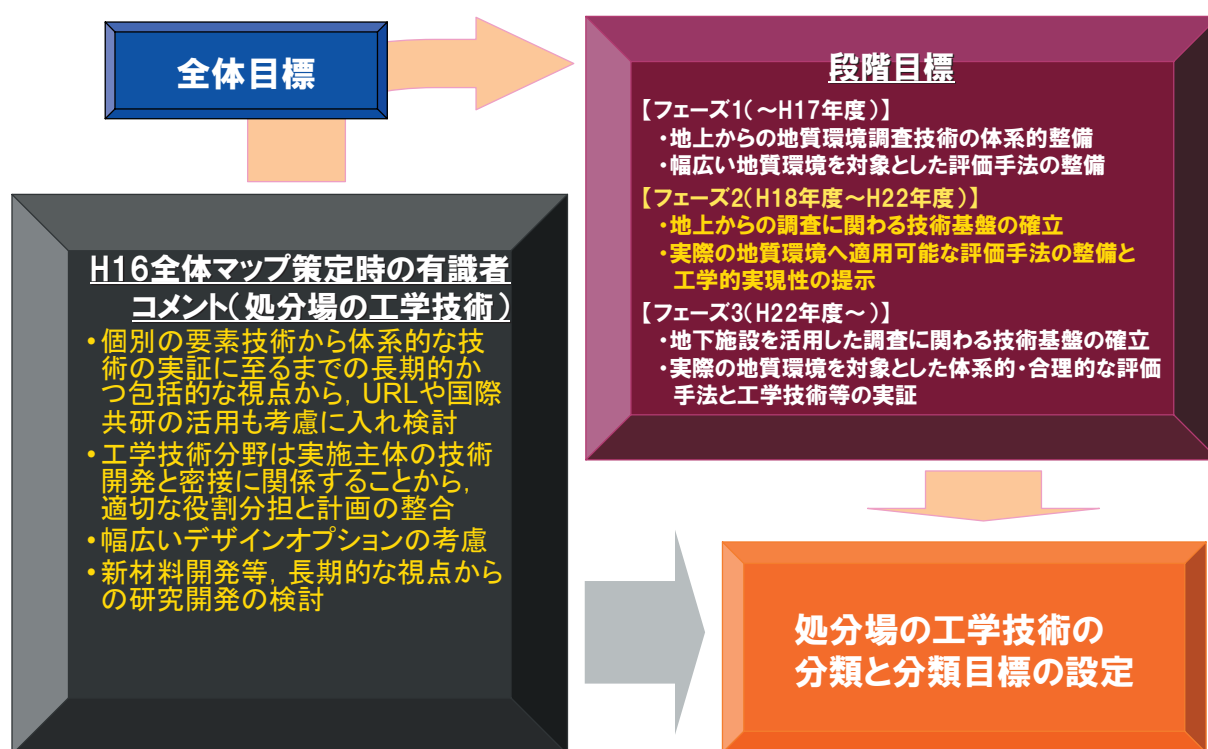 全体目標
段階目標
【フェーズ1(～H17年度)】
・地上からの地質環境調査技術の体系的整備
・幅広い地質環境を対象とした評価手法の整備
【フェーズ2(H18年度～H22年度)】
・地上からの調査に関わる技術基盤の確立
・実際の地質環境へ適用可能な評価手法の整備と
工学的実現性の提示
【フェーズ3(H22年度～)】
・地下施設を活用した調査に関わる技術基盤の確立
・実際の地質環境を対象とした体系的・合理的な評価
手法と工学技術等の実証
H16全体マップ策定時の有識者
コメント(処分場の工学技術)
•個別の要素技術から体系的な技
術の実証に至るまでの長期的か
つ包括的な視点から，URLや国際
共研の活用も考慮に入れ検討
•工学技術分野は実施主体の技術
開発と密接に関係することから，
適切な役割分担と計画の整合
•幅広いデザインオプションの考慮
•新材料開発等，長期的な視点から
の研究開発の検討
処分場の工学技術の
分類と分類目標の設定